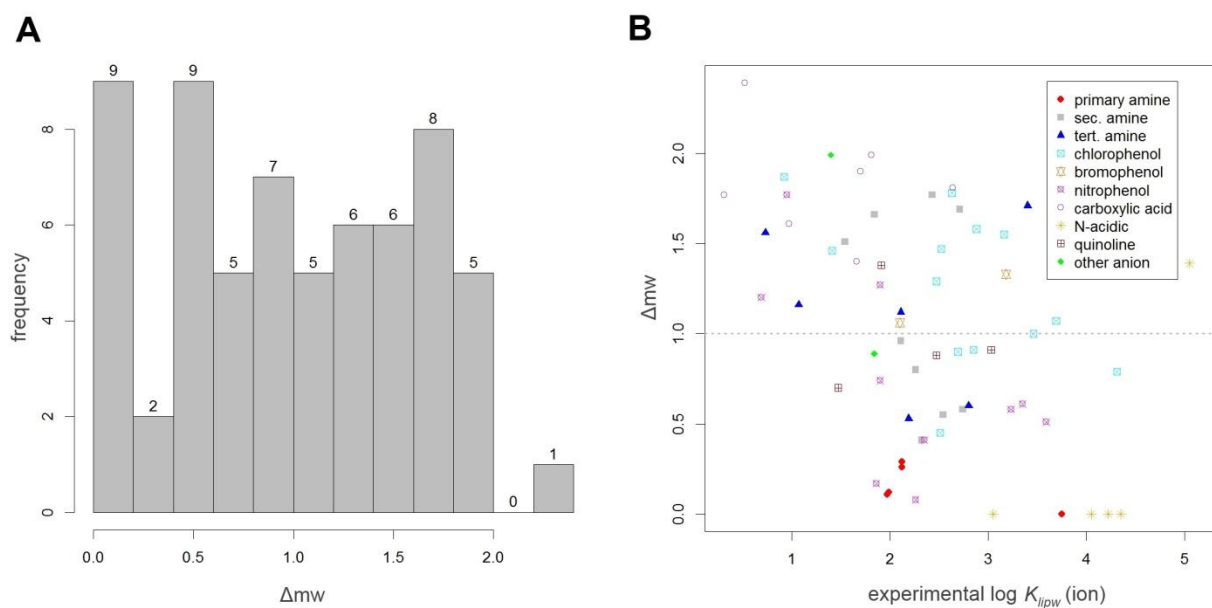 A
9
2
9
5
7
5
6
6
8
5
0
1
frequency
8
6
4
2
0
0.0 0.5 1.0 1.5 2.0
Δmw
B
primary amine
sec. amine
tert. amine
chlorophenol
bromophenol
nitrophenol
carboxylic acid
N-acidic
quinoline
other anion
Δmw
2.0
1.5
1.0
0.5
0.0
1 2 3 4 5
experimental log K_lipw (ion)